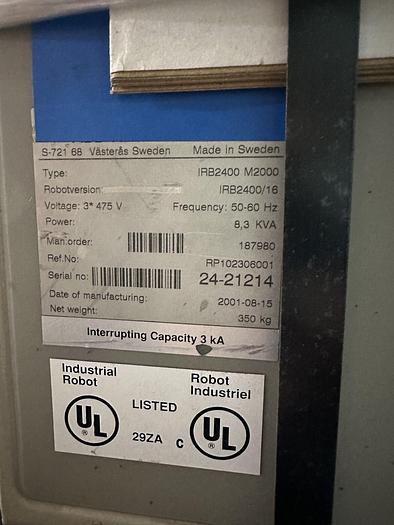 S-721 68 Västerås Sweden Made in Sweden
Type: IRB2400 M2000
Robotversion: IRB2400/16
Voltage: 3* 475 V Frequency: 50-60 Hz
Power: 8,3 KVA
Man.order: 187980
Ref.No: RP102306001
Serial no: 24-21214
Date of manufacturing: 2001-08-15
Net weight: 350 kg
Interrupting Capacity 3 kA
Industrial Robot
Robot Industriel
UL ®
LISTED
29ZA
C UL ®